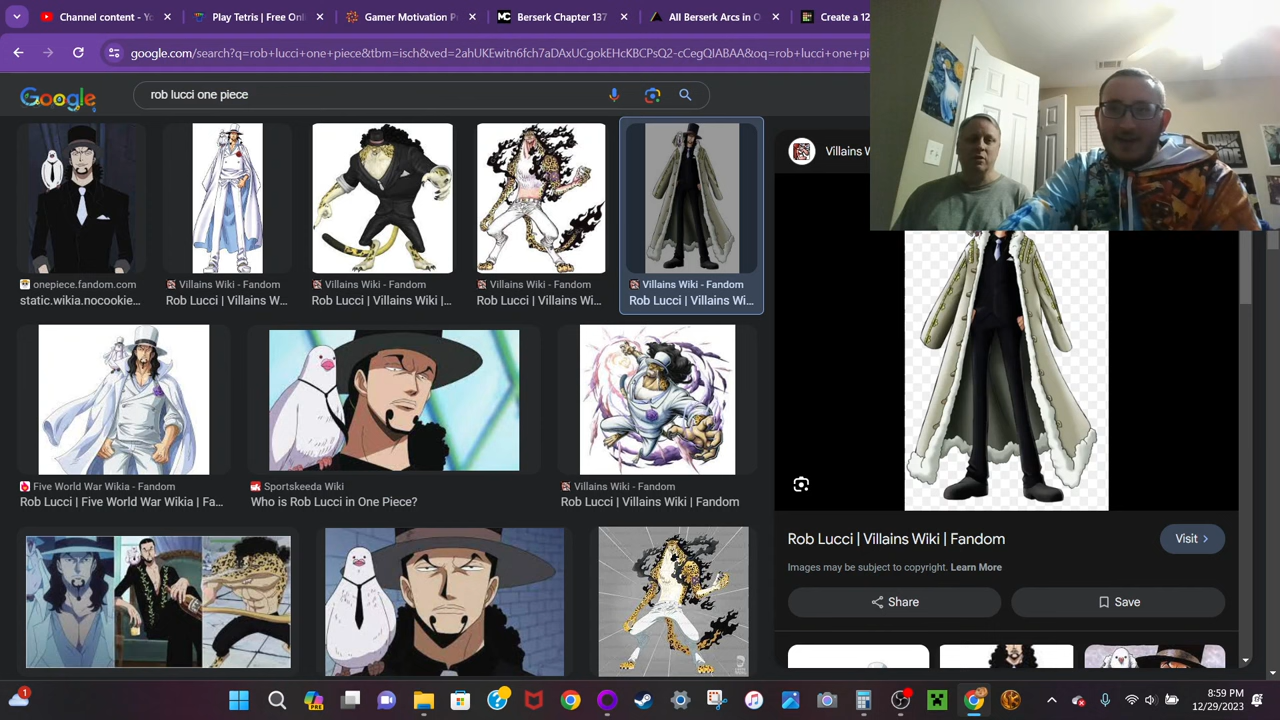 Channel content - Y
Play Tetris | Free Onl
Gamer Motivation P
Berserk Chapter 137
All Berserk Arcs in O
Create a 12
google.com/search?q=rob+lucci+one+piece&tbm=isch&ved=2ahUKEwitn6fch7aDAxUCgokEHcKBCPsQ2-cCegQIABAA&oq=rob+lucci+one+pi
Google
rob lucci one piece
Villains W
DARK
onepiece.fandom.com
static.wikia.nocookie...
Villains Wiki - Fandom
Rob Lucci | Villains W...
Villains Wiki - Fandom
Rob Lucci | Villains Wiki |...
Villains Wiki - Fandom
Rob Lucci | Villains Wi...
Villains Wiki - Fandom
Rob Lucci | Villains Wi...
Five World War Wikia - Fandom
Rob Lucci | Five World War Wikia | Fa...
Sportskeeda Wiki
Who is Rob Lucci in One Piece?
Villains Wiki - Fandom
Rob Lucci | Villains Wiki | Fandom
Rob Lucci | Villains Wiki | Fandom
Visit
Images may be subject to copyright. Learn More
Share
Save
1
PRE
8:59 PM
12/29/2023